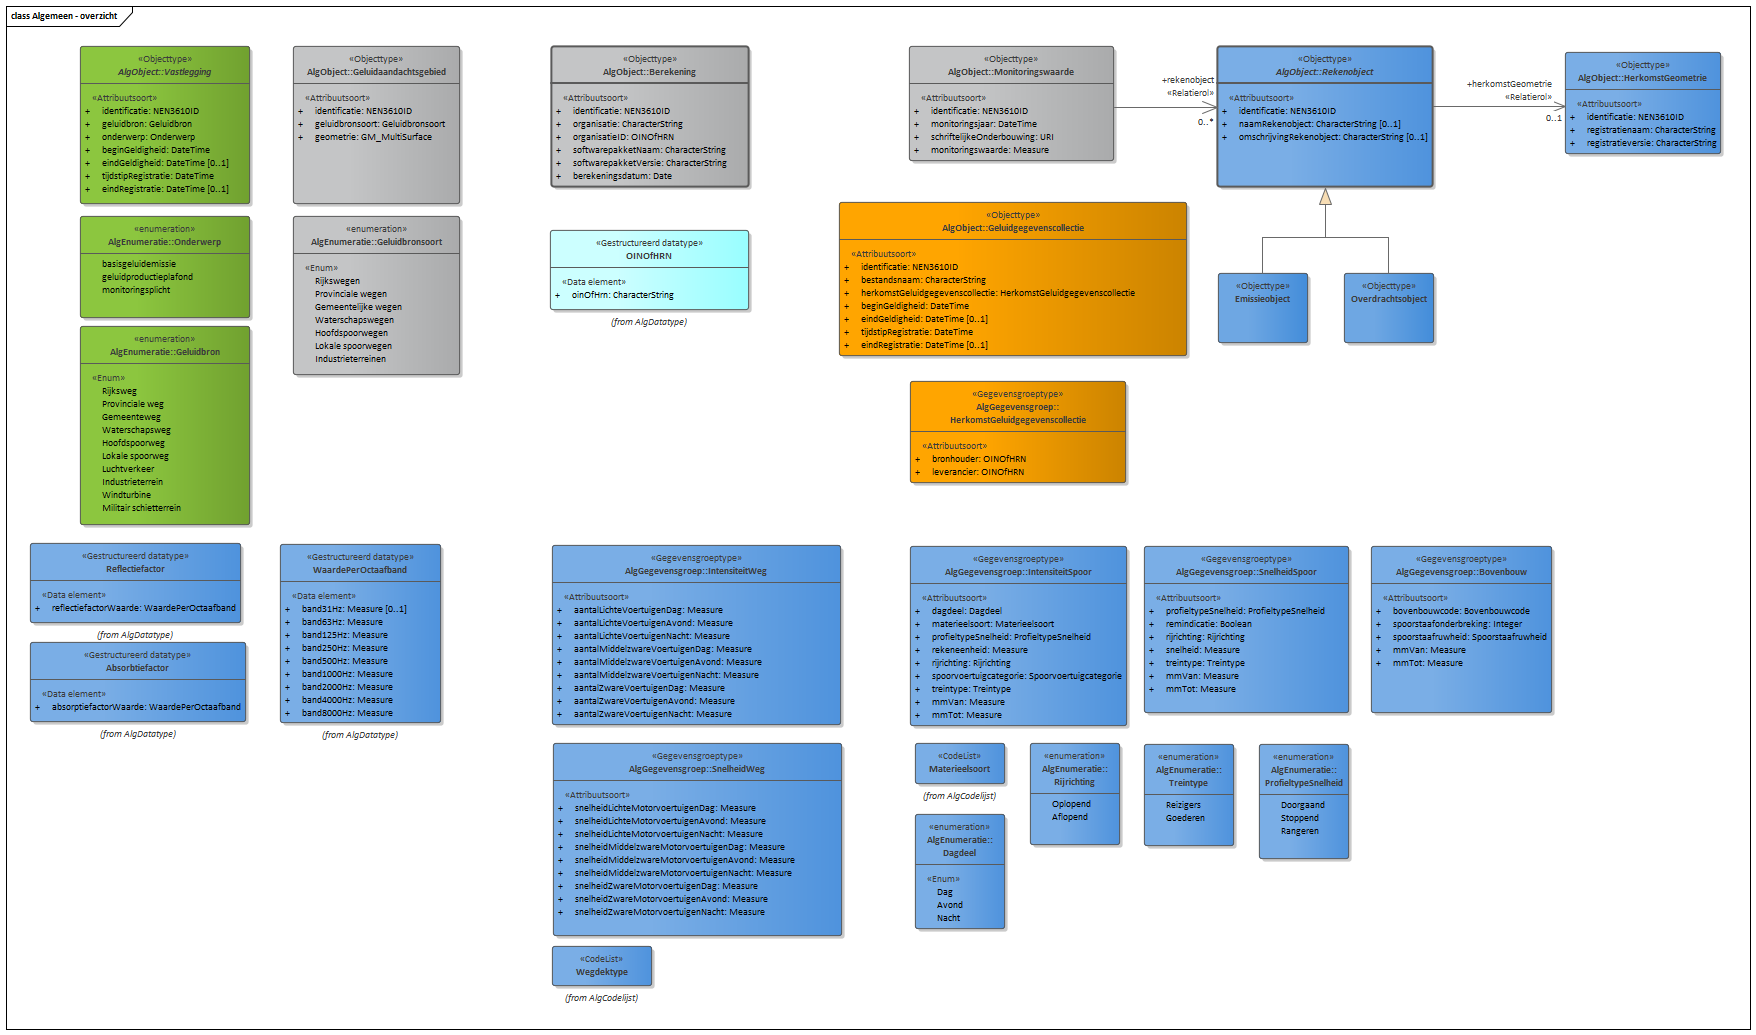 class Algemeen - overzicht
«Objecttype»
AlgObject::Vastlegging
«Attribuutsoort»
+ identificatie: NEN3610ID
+ geluidbron: Geluidbron
+ onderwerp: Onderwerp
+ beginGeldigheid: DateTime
+ eindGeldigheid: DateTime [0..1]
+ tijdstipRegistratie: DateTime
+ eindRegistratie: DateTime [0..1]
«Objecttype»
AlgObject::Geluidaandachtsgebied
«Attribuutsoort»
+ identificatie: NEN3610ID
+ geluidbronsoort: Geluidbronsoort
+ geometrie: GM_MultiSurface
«Objecttype»
AlgObject::Berekening
«Attribuutsoort»
+ identificatie: NEN3610ID
+ organisatie: CharacterString
+ organisatieID: OINOfHRN
+ softwarepakketNaam: CharacterString
+ softwarepakketVersie: CharacterString
+ berekeningsdatum: Date
«Objecttype»
AlgObject::Monitoringswaarde
«Attribuutsoort»
+ identificatie: NEN3610ID
+ monitoringsjaar: DateTime
+ schriftelijkeOnderbouwing: URI
+ monitoringswaarde: Measure
+rekenobject
«Relatierol»
0..*
«Objecttype»
AlgObject::Rekenobject
«Attribuutsoort»
+ identificatie: NEN3610ID
+ naamRekenobject: CharacterString [0..1]
+ omschrijvingRekenobject: CharacterString [0..1]
+herkomstGeometrie
«Relatierol»
0..1
«Objecttype»
AlgObject::HerkomstGeometrie
«Attribuutsoort»
+ identificatie: NEN3610ID
+ registratienaam: CharacterString
+ registratieversie: CharacterString
«enumeration»
AlgEnumeratie::Onderwerp
basisgeluidemissie
geluidproductieplafond
monitoringsplicht
«enumeration»
AlgEnumeratie::Geluidbronsoort
«Enum»
Rijkswegen
Provinciale wegen
Gemeentelijke wegen
Waterschapswegen
Hoofdspoorwegen
Lokale spoorwegen
Industrieterreinen
«Gestructureerd datatype»
OINOfHRN
«Data element»
+ oinOfHrn: CharacterString
(from AlgDatatype)
«Objecttype»
AlgObject::Geluidgegevenscollectie
«Attribuutsoort»
+ identificatie: NEN3610ID
+ bestandsnaam: CharacterString
+ herkomstGeluidgegevenscollectie: HerkomstGeluidgegevenscollectie
+ beginGeldigheid: DateTime
+ eindGeldigheid: DateTime [0..1]
+ tijdstipRegistratie: DateTime
+ eindRegistratie: DateTime [0..1]
«Objecttype»
Emissieobject
«Objecttype»
Overdrachtsobject
«enumeration»
AlgEnumeratie::Geluidbron
«Enum»
Rijksweg
Provinciale weg
Gemeenteweg
Waterschapsweg
Hoofdspoorweg
Lokale spoorweg
Luchtverkeer
Industrieterrein
Windturbine
Militair schietterrein
«Gegevensgroeptype»
AlgGegevensgroep::
HerkomstGeluidgegevenscollectie
«Attribuutsoort»
+ bronhouder: OINOfHRN
+ leverancier: OINOfHRN
«Gestructureerd datatype»
Reflectiefactor
«Data element»
+ reflectiefactorWaarde: WaardePerOctaafband
(from AlgDatatype)
«Gestructureerd datatype»
Absorbtiefactor
«Data element»
+ absorptiefactorWaarde: WaardePerOctaafband
(from AlgDatatype)
«Gestructureerd datatype»
WaardePerOctaafband
«Data element»
+ band31Hz: Measure [0..1]
+ band63Hz: Measure
+ band125Hz: Measure
+ band250Hz: Measure
+ band500Hz: Measure
+ band1000Hz: Measure
+ band2000Hz: Measure
+ band4000Hz: Measure
+ band8000Hz: Measure
(from AlgDatatype)
«Gegevensgroeptype»
AlgGegevensgroep::IntensiteitWeg
«Attribuutsoort»
+ aantalLichteVoertuigenDag: Measure
+ aantalLichteVoertuigenAvond: Measure
+ aantalLichteVoertuigenNacht: Measure
+ aantalMiddelzwareVoertuigenDag: Measure
+ aantalMiddelzwareVoertuigenAvond: Measure
+ aantalMiddelzwareVoertuigenNacht: Measure
+ aantalZwareVoertuigenDag: Measure
+ aantalZwareVoertuigenAvond: Measure
+ aantalZwareVoertuigenNacht: Measure
«Gegevensgroeptype»
AlgGegevensgroep::IntensiteitSpoor
«Attribuutsoort»
+ dagdeel: Dagdeel
+ materieelsoort: Materieelsoort
+ profieltypeSnelheid: ProfieltypeSnelheid
+ rekeneenheid: Measure
+ rijrichting: Rijrichting
+ spoorvoertuigcategorie: Spoorvoertuigcategorie
+ treintype: Treintype
+ mmVan: Measure
+ mmTot: Measure
«Gegevensgroeptype»
AlgGegevensgroep::SnelheidSpoor
«Attribuutsoort»
+ profieltypeSnelheid: ProfieltypeSnelheid
+ remindicatie: Boolean
+ rijrichting: Rijrichting
+ snelheid: Measure
+ treintype: Treintype
+ mmVan: Measure
+ mmTot: Measure
«Gegevensgroeptype»
AlgGegevensgroep::Bovenbouw
«Attribuutsoort»
+ bovenbouwcode: Bovenbouwcode
+ spoorstaafonderbreking: Integer
+ spoorstaafruwheid: Spoorstaafruwheid
+ mmVan: Measure
+ mmTot: Measure
«Gegevensgroeptype»
AlgGegevensgroep::SnelheidWeg
«Attribuutsoort»
+ snelheidLichteMotorvoertuigenDag: Measure
+ snelheidLichteMotorvoertuigenAvond: Measure
+ snelheidLichteMotorvoertuigenNacht: Measure
+ snelheidMiddelzwareMotorvoertuigenDag: Measure
+ snelheidMiddelzwareMotorvoertuigenAvond: Measure
+ snelheidMiddelzwareMotorvoertuigenNacht: Measure
+ snelheidZwareMotorvoertuigenDag: Measure
+ snelheidZwareMotorvoertuigenAvond: Measure
+ snelheidZwareMotorvoertuigenNacht: Measure
«CodeList»
Materieelsoort
(from AlgCodelijst)
«enumeration»
AlgEnumeratie::
Rijrichting
Oplopend
Aflopend
«enumeration»
AlgEnumeratie::
Treintype
Reizigers
Goederen
«enumeration»
AlgEnumeratie::
ProfieltypeSnelheid
Doorgaand
Stoppend
Rangeren
«enumeration»
AlgEnumeratie::
Dagdeel
«Enum»
Dag
Avond
Nacht
«CodeList»
Wegdektype
(from AlgCodelijst)